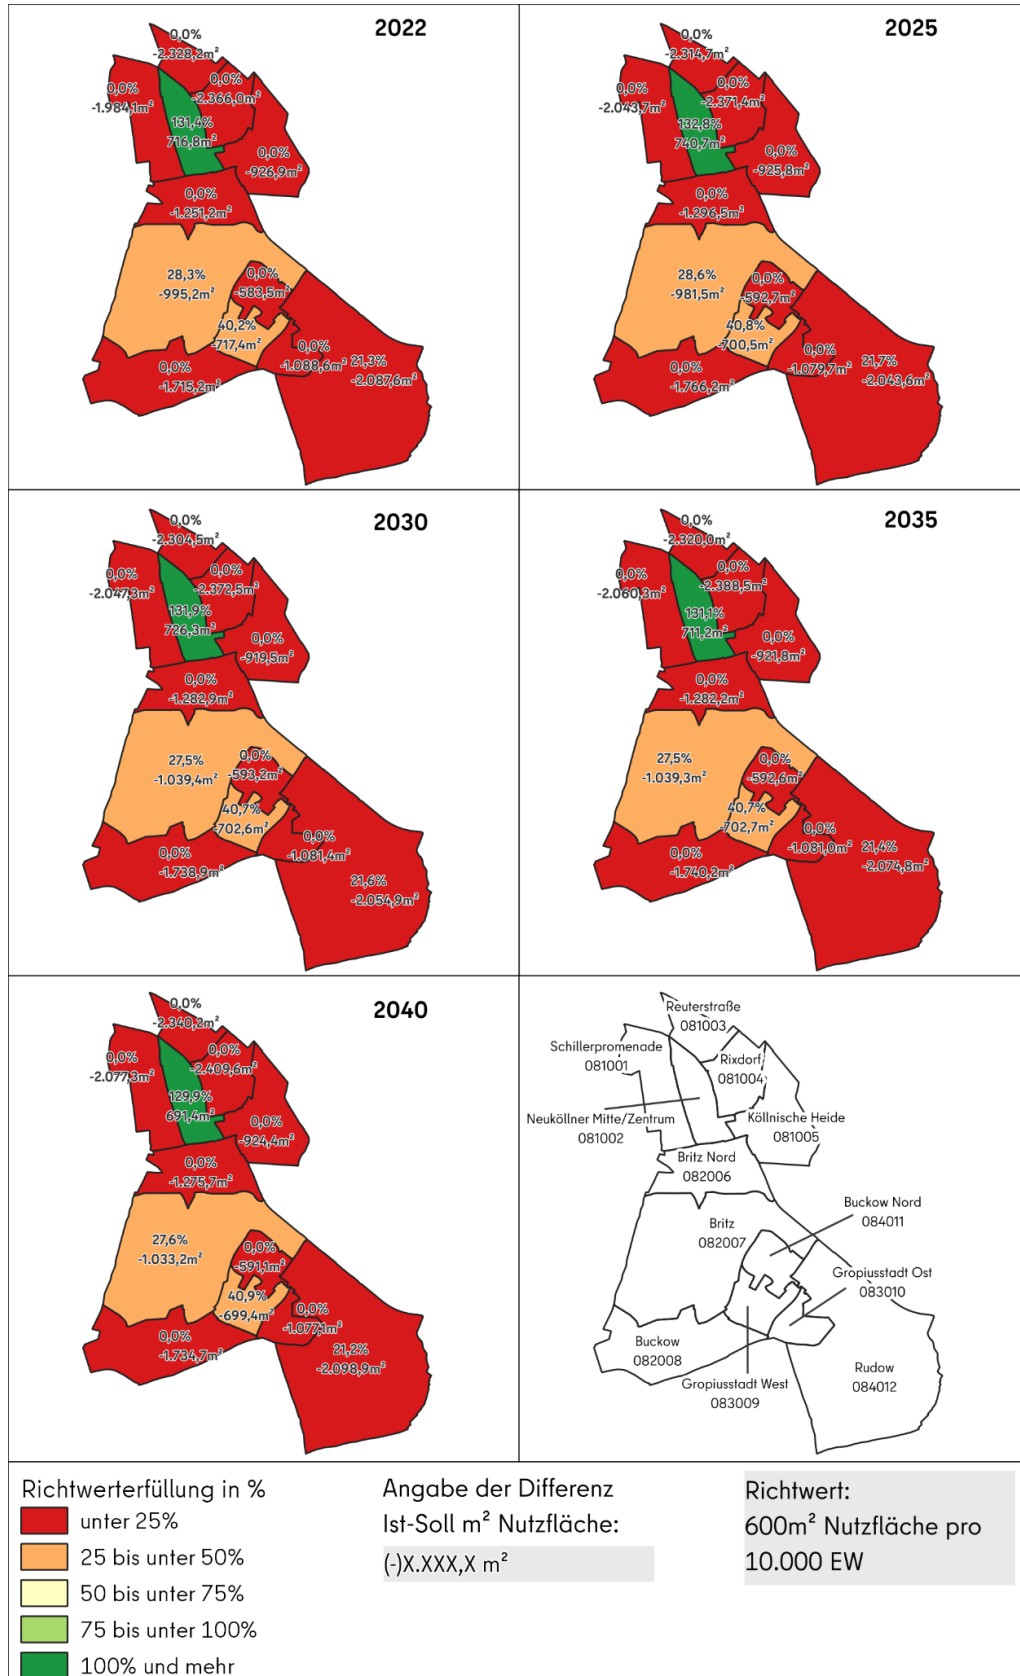 2022
0,0%
-2.328,2m²
0,0%
-1.984,1m²
0,0%
-2.366,0m²
131,4%
716,8m²
0,0%
-926,9m²
0,0%
-1.251,2m²
28,3%
-995,2m²
0,0%
-583,5m²
40,2%
-717,4m²
0,0%
-1.088,6m²
21,3%
-2.087,6m²
0,0%
-1.715,2m²
2025
0,0%
-2.314,7m²
0,0%
-2.043,7m²
0,0%
-2.371,4m²
132,8%
740,7m²
0,0%
-925,8m²
0,0%
-1.296,5m²
28,6%
-981,5m²
0,0%
-592,7m²
40,8%
-700,5m²
0,0%
-1.079,7m²
21,7%
-2.043,6m²
0,0%
-1.766,2m²
2030
0,0%
-2.304,5m²
0,0%
-2.047,3m²
0,0%
-2.372,5m²
131,9%
726,3m²
0,0%
-919,5m²
0,0%
-1.282,9m²
27,5%
-1.039,4m²
0,0%
-593,2m²
40,7%
-702,6m²
0,0%
-1.081,4m²
0,0%
-1.738,9m²
21,6%
-2.054,9m²
2035
0,0%
-2.320,0m²
0,0%
-2.060,3m²
0,0%
-2.388,5m²
131,1%
711,2m²
0,0%
-921,8m²
0,0%
-1.282,2m²
27,5%
-1.039,3m²
0,0%
-592,6m²
40,7%
-702,7m²
0,0%
-1.081,0m²
21,4%
-2.074,8m²
0,0%
-1.740,2m²
2040
0,0%
-2.340,2m²
0,0%
-2.077,3m²
0,0%
-2.409,6m²
129,9%
691,4m²
0,0%
-924,4m²
0,0%
-1.275,7m²
27,6%
-1.033,2m²
0,0%
-591,1m²
40,9%
-699,4m²
0,0%
-1.077,1m²
0,0%
-1.734,7m²
21,2%
-2.098,9m²
Reuterstraße
081003
Schillerpromenade
081001
Rixdorf
081004
Neuköllner Mitte/Zentrum
081002
Köllnische Heide
081005
Britz Nord
082006
Buckow Nord
084011
Britz
082007
Gropiusstadt Ost
083010
Buckow
082008
Gropiusstadt West
083009
Rudow
084012
Richtwerterfüllung in %
unter 25%
25 bis unter 50%
50 bis unter 75%
75 bis unter 100%
100% und mehr
Angabe der Differenz
Ist-Soll m² Nutzfläche:
(-)X.XXX,X m²
Richtwert:
600m² Nutzfläche pro
10.000 EW